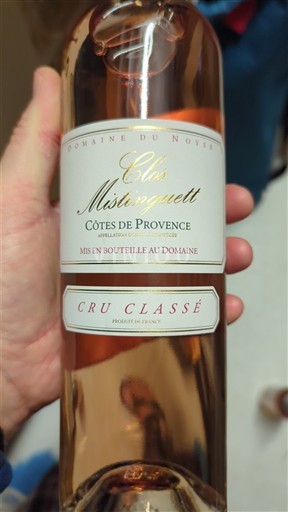 DOMAINE DU NOYER
Clos
Mistinguett
CÔTES DE PROVENCE
MIS EN BOUTEILLE AU DOMAINE
CRU CLASSÉ
PRODUIT DE FRANCE